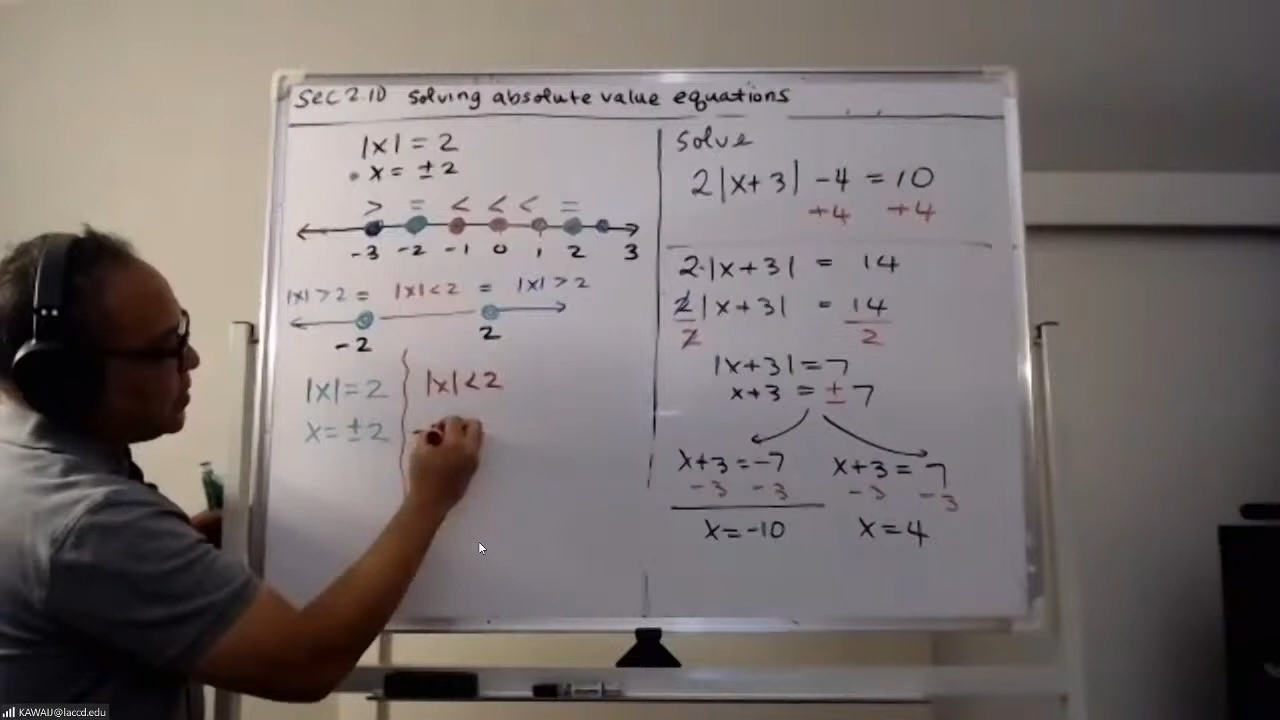 Sec 2.10 Solving absolute value equations
|x| = 2
x = ± 2
> = < < < =
-3 -2 -1 0 1 2 3
|x| > 2 = |x| < 2 = |x| > 2
-2 2
|x| = 2
x = ± 2
|x| < 2
Solve
2|x+3| - 4 = 10
+4 +4
2·|x+3| = 14
2|x+3| = 14
2 2
|x+3| = 7
x+3 = ± 7
x+3 = -7
-3 -3
x = -10
x+3 = 7
-3 -3
x = 4
KAWAIJ@laccd.edu